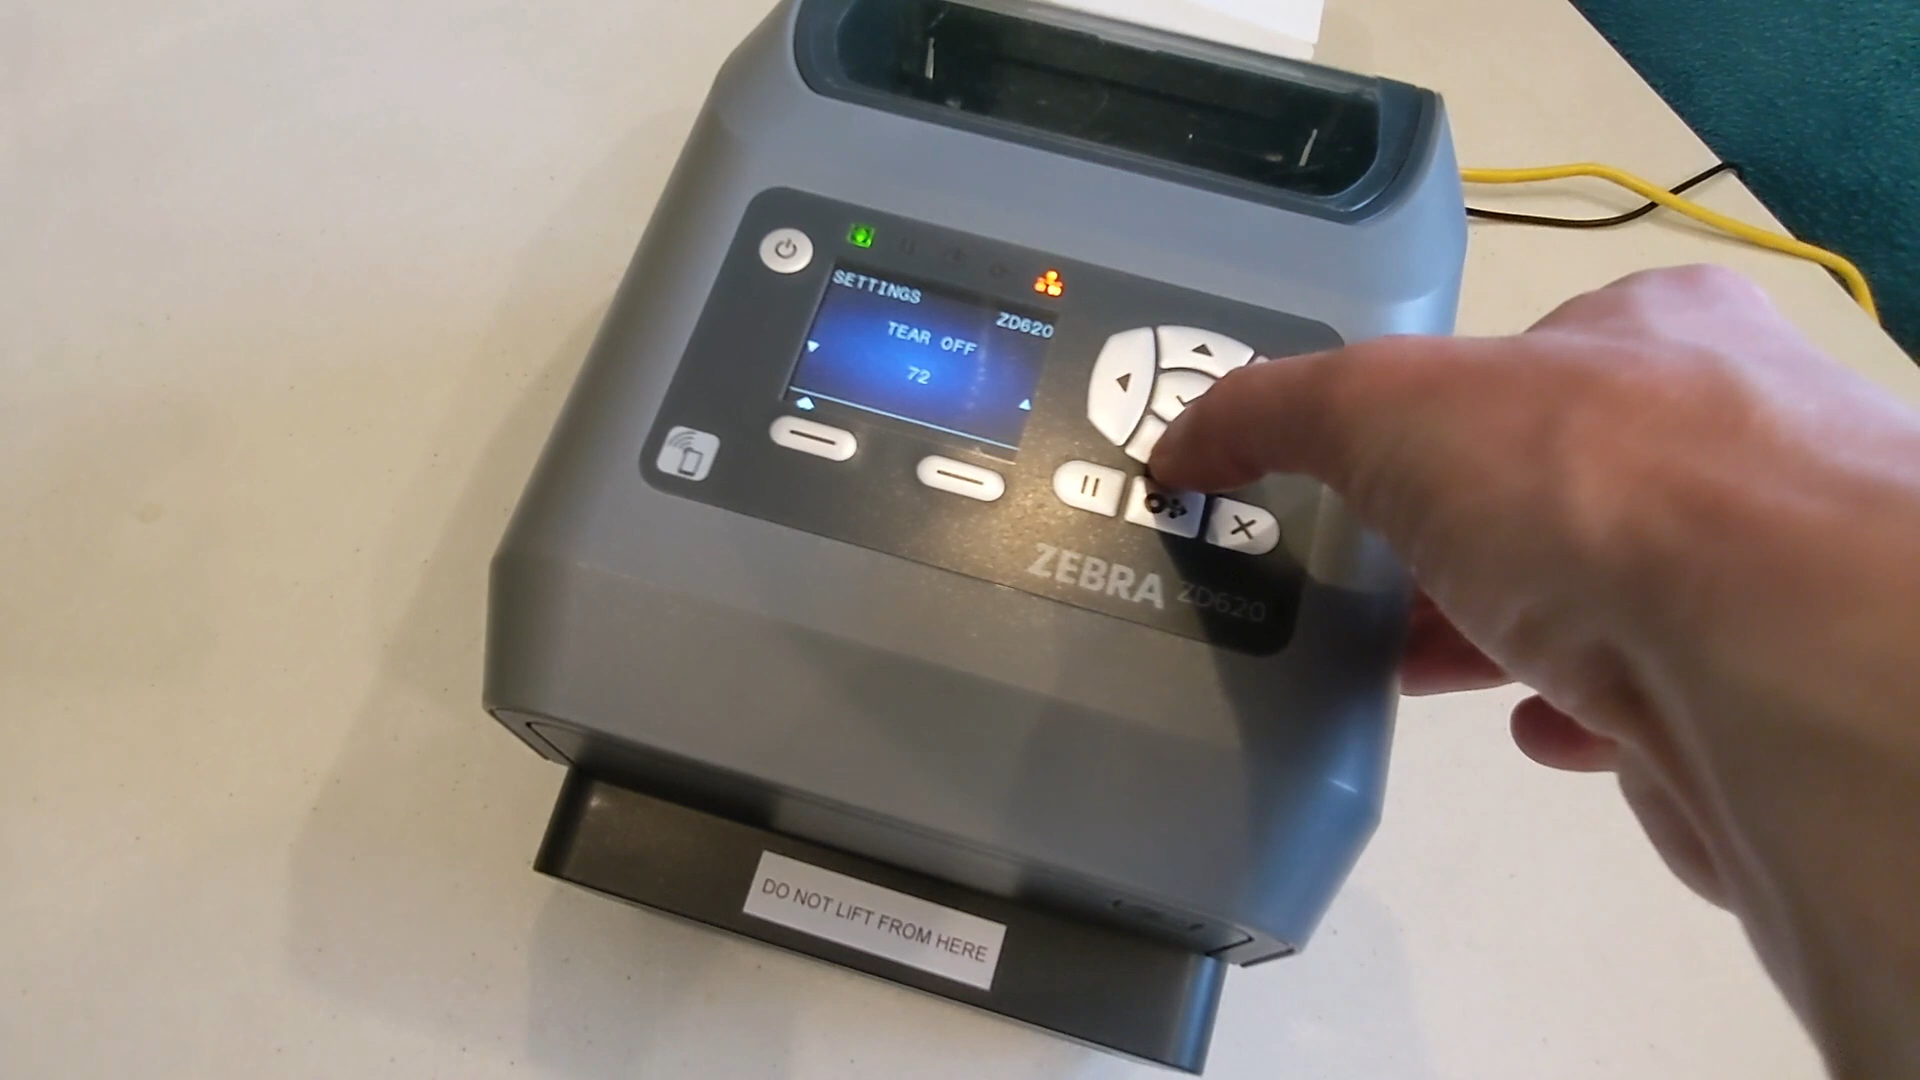 SETTINGS
ZD620
TEAR OFF
72
ZEBRA ZD620
DO NOT LIFT FROM HERE